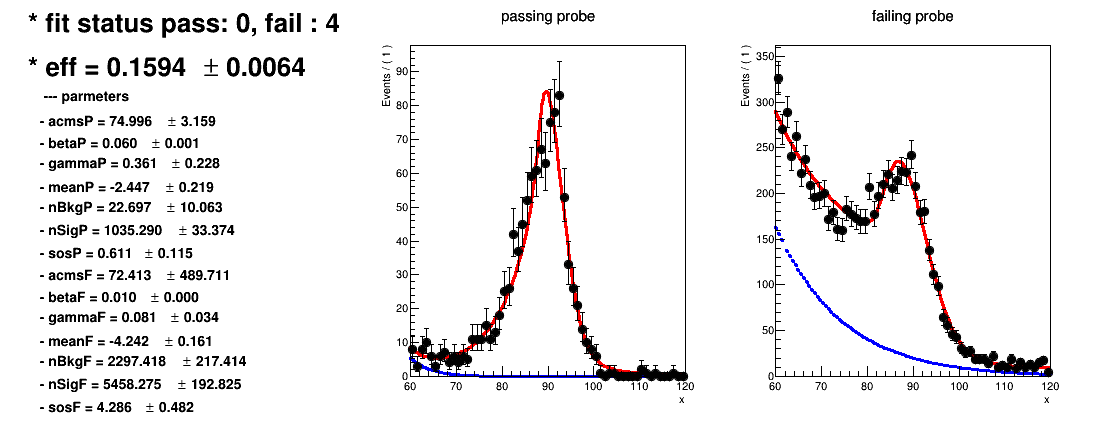 * fit status pass: 0, fail : 4
* eff = 0.1594 ± 0.0064
--- parmeters
- acmsP = 74.996 ± 3.159
- betaP = 0.060 ± 0.001
- gammaP = 0.361 ± 0.228
- meanP = -2.447 ± 0.219
- nBkgP = 22.697 ± 10.063
- nSigP = 1035.290 ± 33.374
- sosP = 0.611 ± 0.115
- acmsF = 72.413 ± 489.711
- betaF = 0.010 ± 0.000
- gammaF = 0.081 ± 0.034
- meanF = -4.242 ± 0.161
- nBkgF = 2297.418 ± 217.414
- nSigF = 5458.275 ± 192.825
- sosF = 4.286 ± 0.482
passing probe
Events / ( 1 )
90
80
70
60
50
40
30
20
10
0
60 70 80 90 100 110 120
x
failing probe
Events / ( 1 )
350
300
250
200
150
100
50
0
60 70 80 90 100 110 120
x